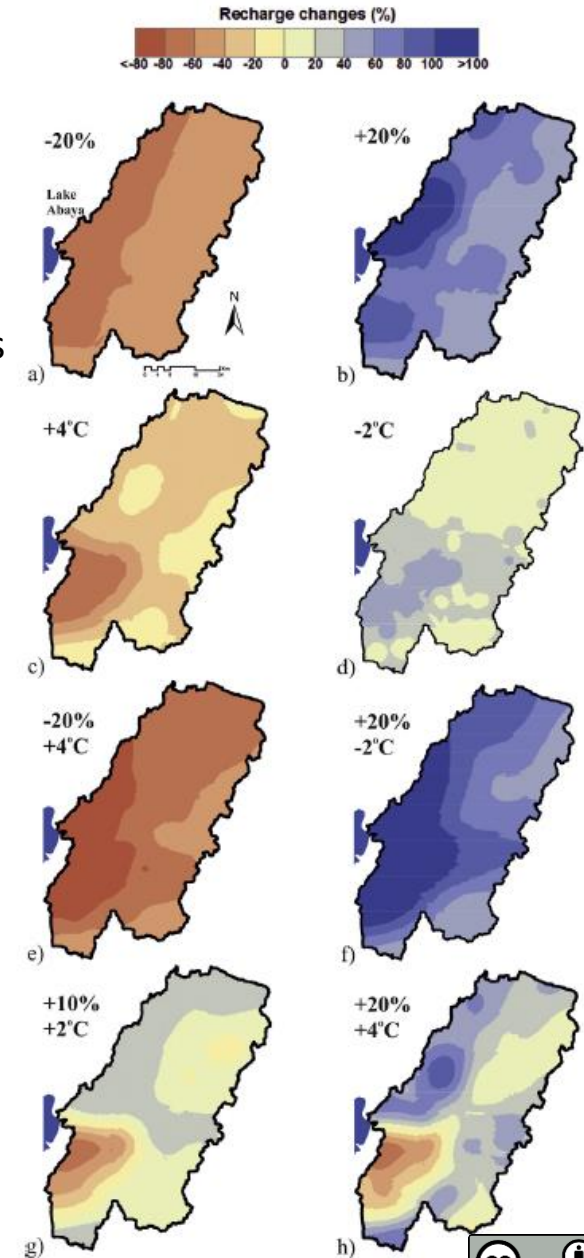 Recharge changes (%)
<-80 -80 -60 -40 -20 0 20 40 60 80 100 >100
-20%
Lake
Abaya
N
a)
+20%
b)
+4°C
c)
-2°C
d)
-20%
+4°C
e)
+20%
-2°C
f)
+10%
+2°C
g)
+20%
+4°C
h)
s